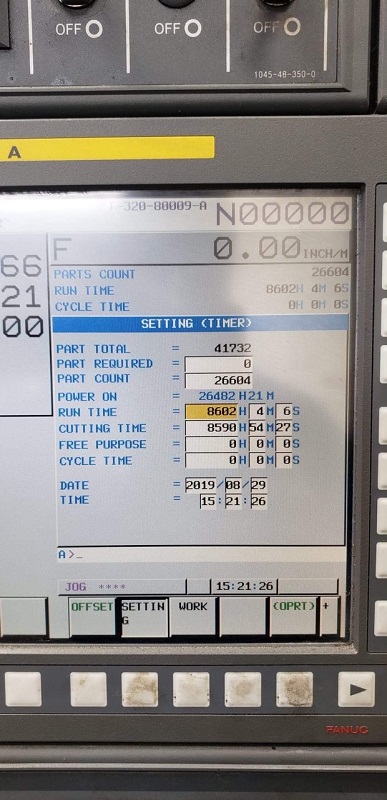 OFF OFF OFF
1045-46-350-0
A
-320-80009-A N00000
66 F 0.00 INCH/M
21 PARTS COUNT 26604
RUN TIME 8602H 4M 6S
00 CYCLE TIME 0H 0M 0S
SETTING (TIMER)
PART TOTAL = 41732
PART REQUIRED = 0
PART COUNT = 26604
POWER ON = 26482 H 21 M
RUN TIME = 8602 H 4 M 6 S
CUTTING TIME = 8590 H 54 M 27 S
FREE PURPOSE = 0 H 0 M 0 S
CYCLE TIME = 0 H 0 M 0 S
DATE = 2019/08/29
TIME = 15:21:26
A>_
JOG **** 15:21:26
OFFSET SETTIN WORK (OPRT) +
G
FANUC